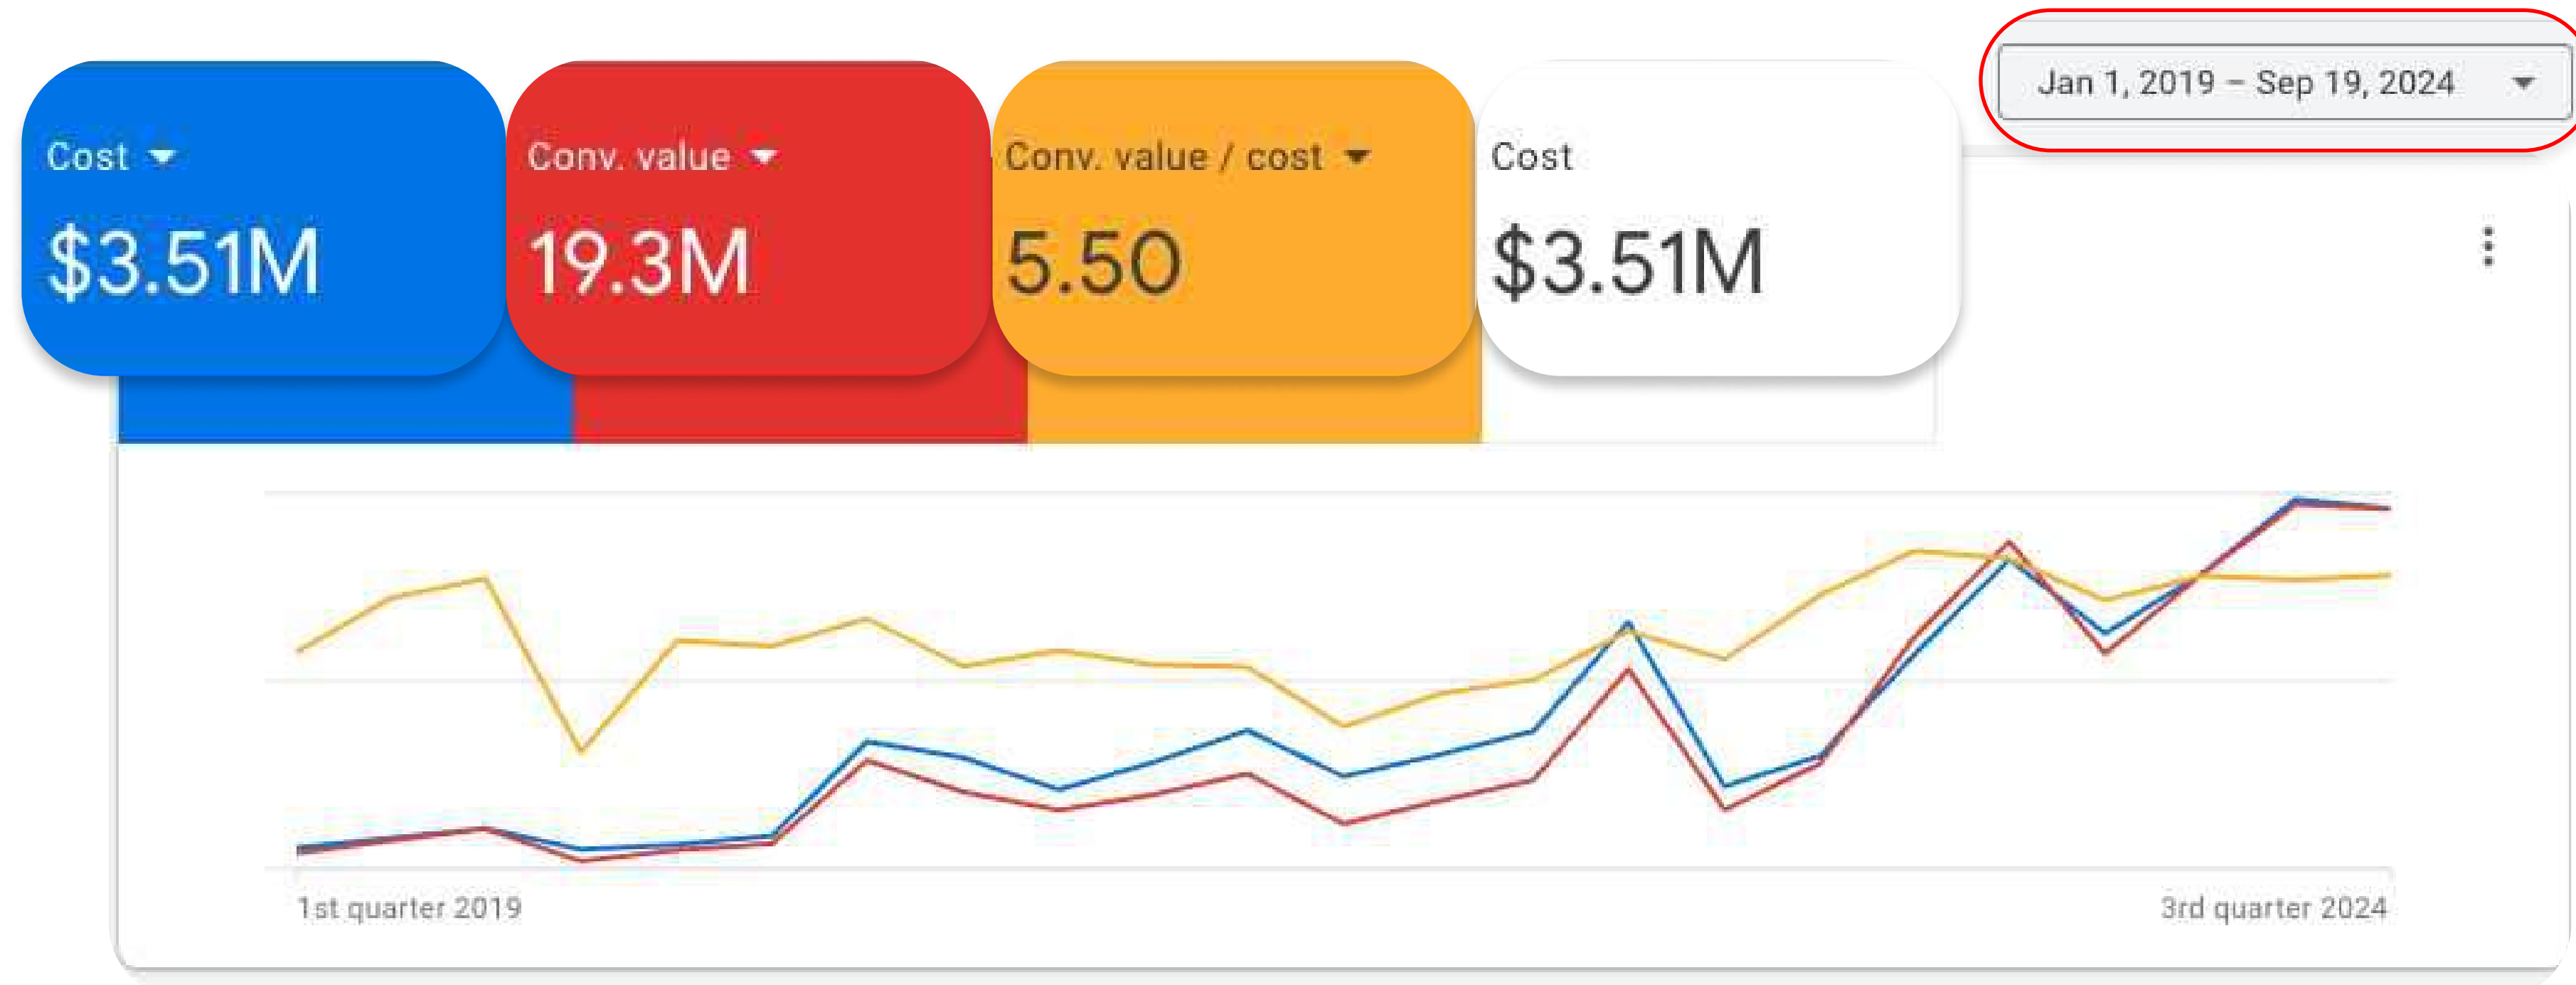 Jan 1, 2019 – Sep 19, 2024
Cost
Conv. value
Conv. value / cost
Cost
$3.51M
19.3M
5.50
$3.51M
1st quarter 2019
3rd quarter 2024